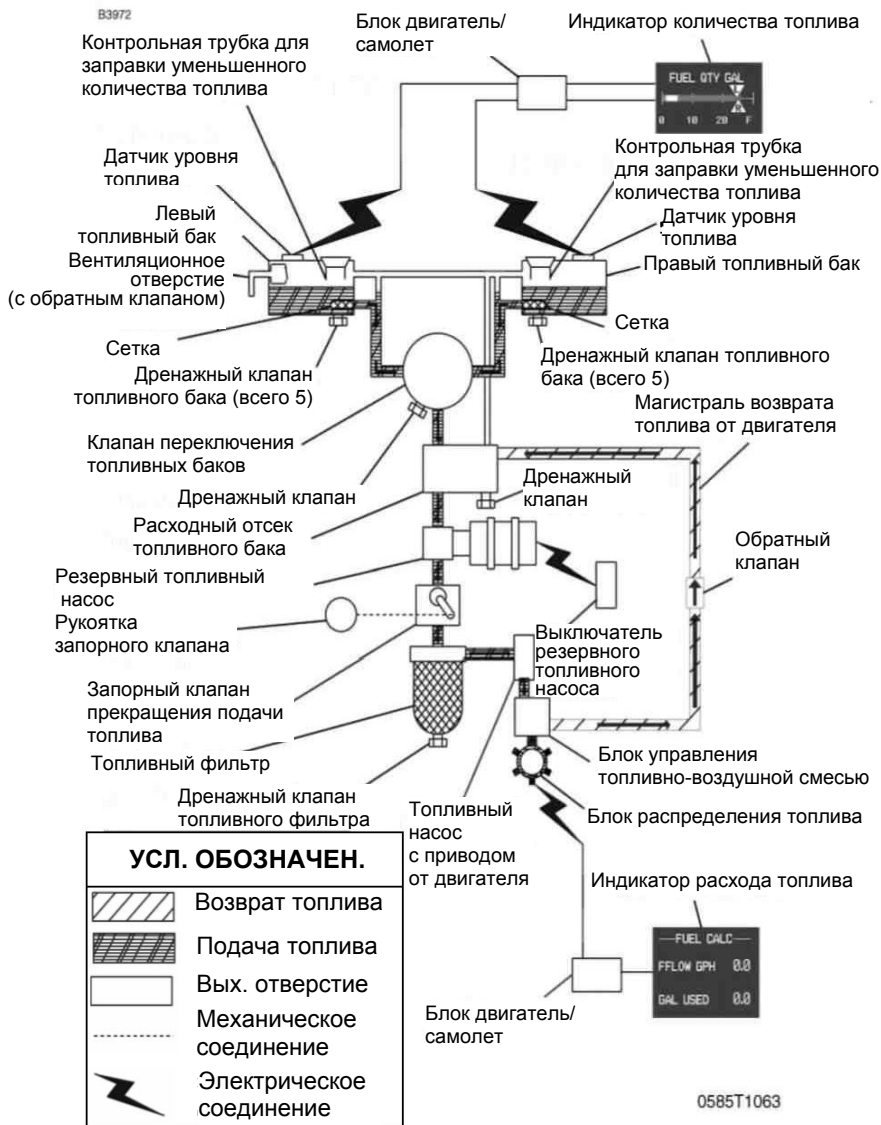 B3972
Блок двигатель/
самолет
Индикатор количества топлива
Контрольная трубка для
заправки уменьшенного
количества топлива
FUEL QTY GAL
L
R
0 10 20 F
Датчик уровня
топлива
Контрольная трубка
для заправки уменьшенного
количества топлива
Левый
топливный бак
Датчик уровня
топлива
Вентиляционное
отверстие
(с обратным клапаном)
Правый топливный бак
Сетка
Сетка
Дренажный клапан
топливного бака (всего 5)
Дренажный клапан топливного
бака (всего 5)
Магистраль возврата
топлива от двигателя
Клапан переключения
топливных баков
Дренажный клапан
Дренажный
клапан
Расходный отсек
топливного бака
Обратный
клапан
Резервный топливный
насос
Рукоятка
запорного клапана
Выключатель
резервного
топливного
насоса
Запорный клапан
прекращения подачи
топлива
Топливный фильтр
Блок управления
топливно-воздушной смесью
Дренажный клапан
топливного фильтра
Топливный
насос
с приводом
от двигателя
Блок распределения топлива
Индикатор расхода топлива
УСЛ. ОБОЗНАЧЕН.
Возврат топлива
Подача топлива
Вых. отверстие
Механическое
соединение
Электрическое
соединение
FUEL CALC
FFLOW GPH 0.0
GAL USED 0.0
Блок двигатель/
самолет
0585T1063